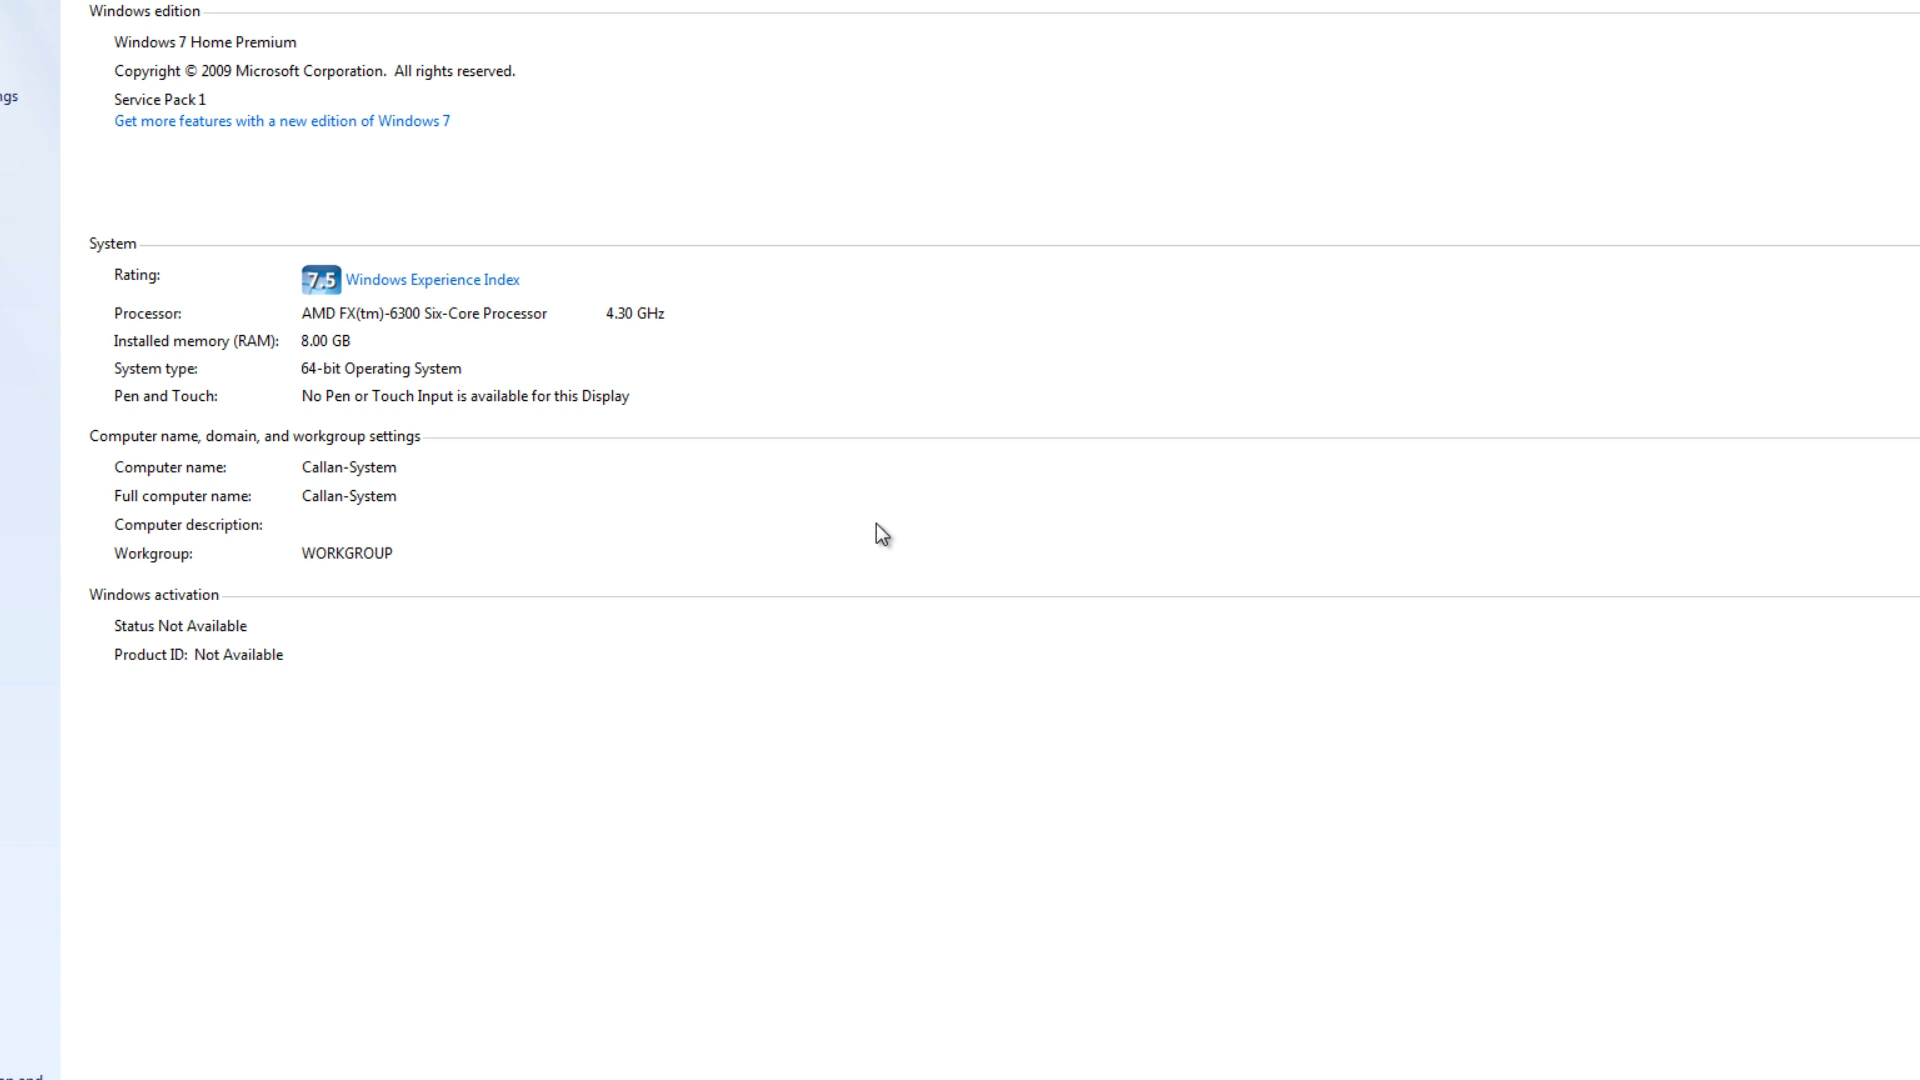 Windows edition
Windows 7 Home Premium
Copyright © 2009 Microsoft Corporation. All rights reserved.
ngs
Service Pack 1
Get more features with a new edition of Windows 7
System
Rating: 7.5 Windows Experience Index
Processor: AMD FX(tm)-6300 Six-Core Processor 4.30 GHz
Installed memory (RAM): 8.00 GB
System type: 64-bit Operating System
Pen and Touch: No Pen or Touch Input is available for this Display
Computer name, domain, and workgroup settings
Computer name: Callan-System
Full computer name: Callan-System
Computer description:
Workgroup: WORKGROUP
Windows activation
Status Not Available
Product ID: Not Available